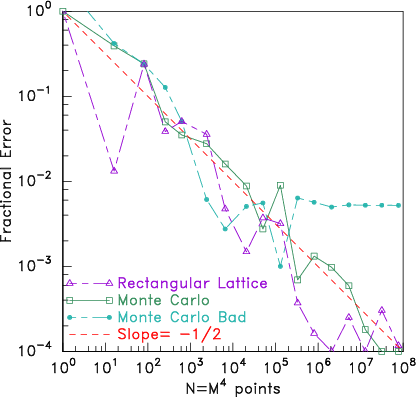 10⁰
10⁻¹
10⁻²
10⁻³
10⁻⁴
Fractional Error
Rectangular Lattice
Monte Carlo
Monte Carlo Bad
Slope= −1/2
10⁰ 10¹ 10² 10³ 10⁴ 10⁵ 10⁶ 10⁷ 10⁸
N=M⁴ points